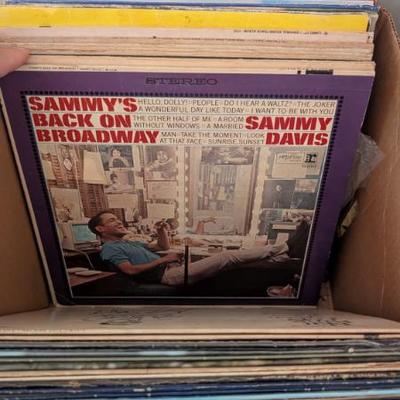 STEREO
SAMMY'S
BACK ON
BROADWAY
HELLO, DOLLY! · PEOPLE · DO I HEAR A WALTZ? · THE JOKER
A WONDERFUL DAY LIKE TODAY · I WANT TO BE WITH YOU
THE OTHER HALF OF ME · A ROOM
WITHOUT WINDOWS · A MARRIED
MAN · TAKE THE MOMENT · LOOK
AT THAT FACE · SUNRISE, SUNSET
SAMMY
DAVIS